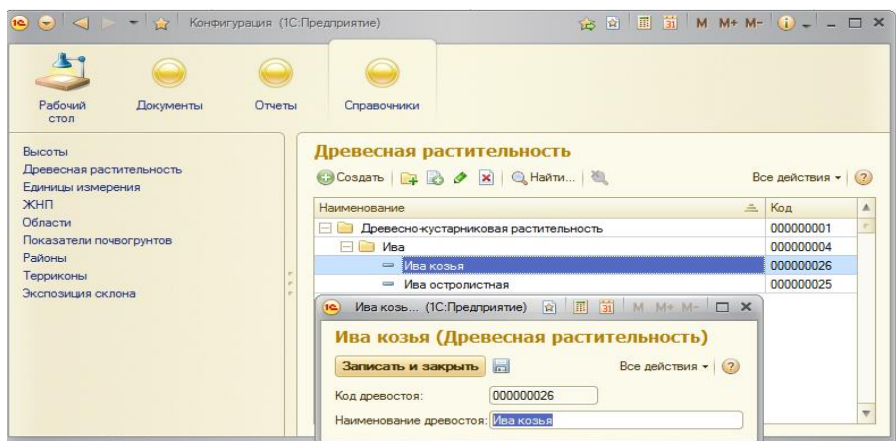 Конфигурация (1С:Предприятие)
M M+ M-
Рабочий стол
Документы
Отчеты
Справочники
Высоты
Древесная растительность
Единицы измерения
ЖНП
Области
Показатели почвогрунтов
Районы
Терриконы
Экспозиция склона
Древесная растительность
Создать
Найти...
Все действия
Наименование Код
Древесно-кустарниковая растительность 000000001
Ива 000000004
Ива козья 000000026
Ива остролистная 000000025
Ива козь... (1С:Предприятие) M M+ M-
Ива козья (Древесная растительность)
Записать и закрыть Все действия
Код древостоя: 000000026
Наименование древостоя: Ива козья